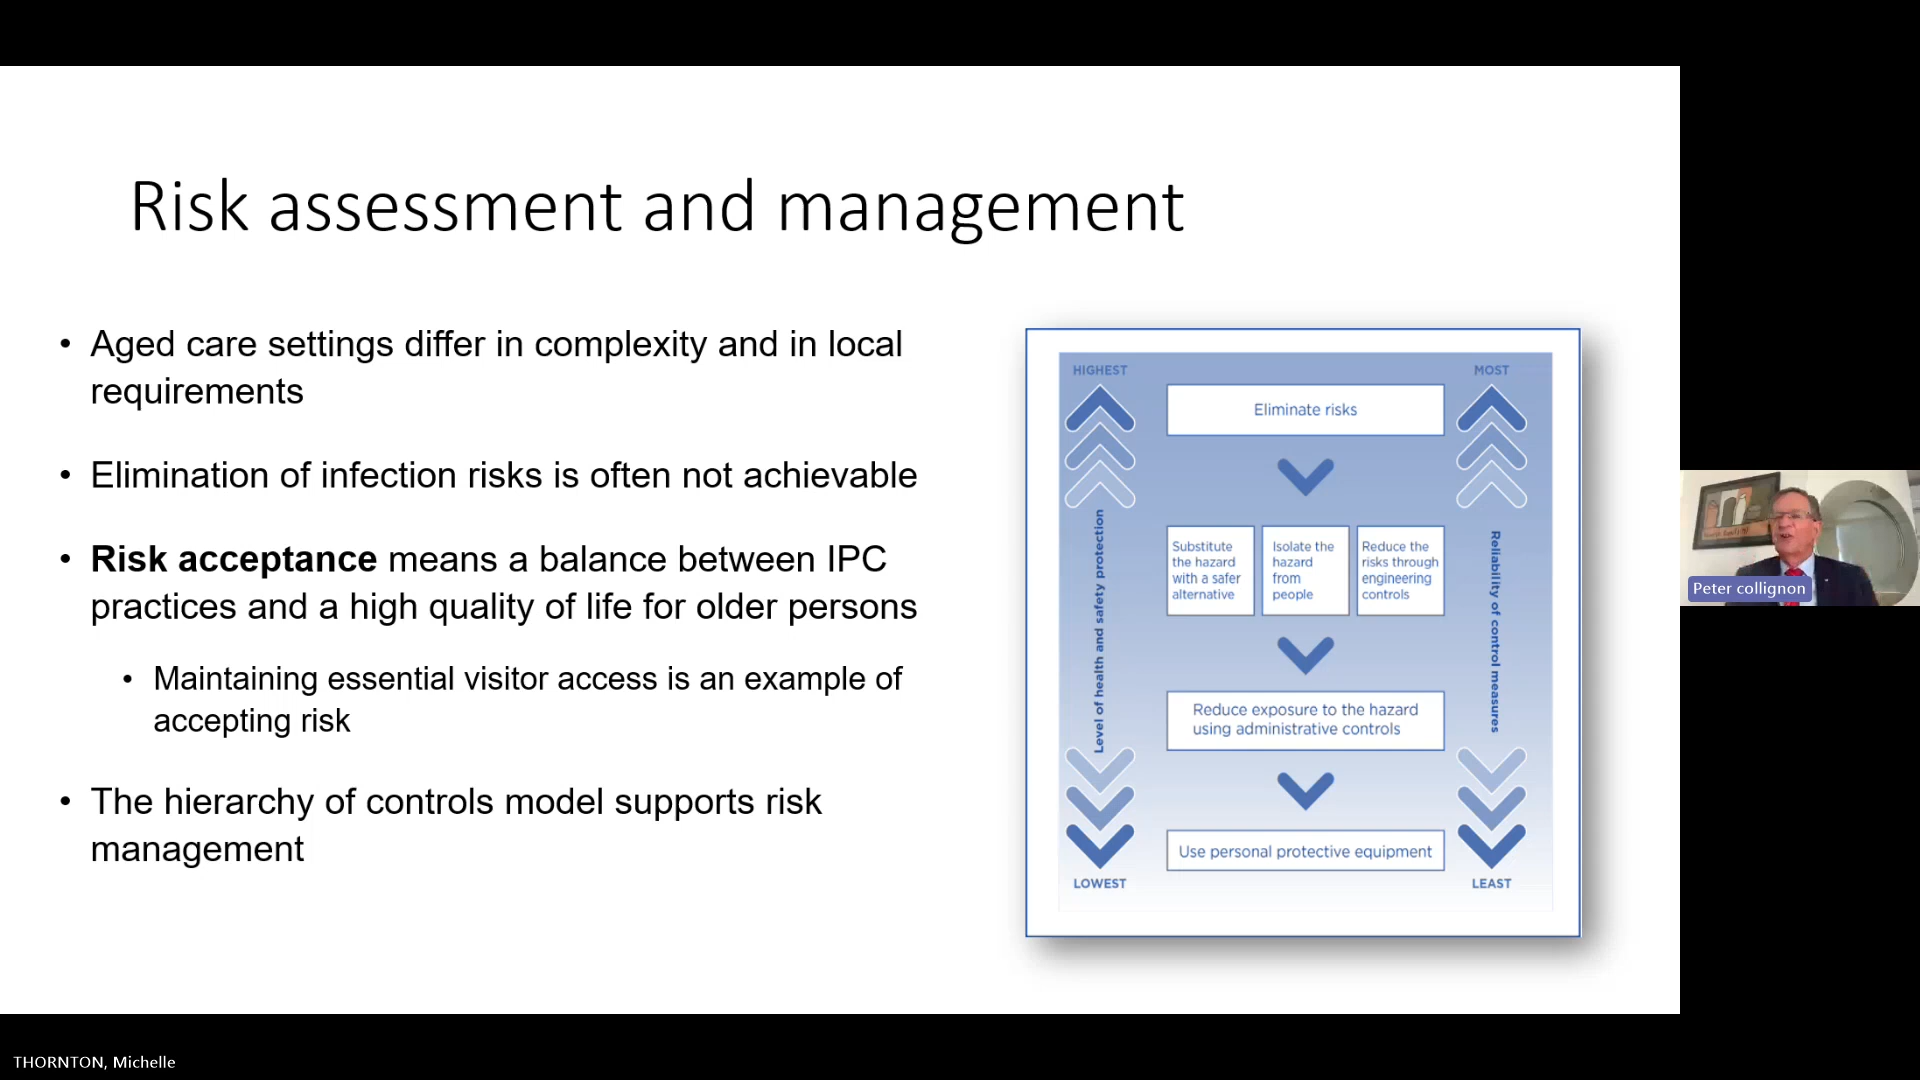 Risk assessment and management
• Aged care settings differ in complexity and in local
requirements
• Elimination of infection risks is often not achievable
• Risk acceptance means a balance between IPC
practices and a high quality of life for older persons
• Maintaining essential visitor access is an example of
accepting risk
• The hierarchy of controls model supports risk
management
HIGHEST
Level of health and safety protection
LOWEST
Eliminate risks
Substitute
the hazard
with a safer
alternative
Isolate the
hazard
from
people
Reduce the
risks through
engineering
controls
Reduce exposure to the hazard
using administrative controls
Use personal protective equipment
MOST
Reliability of control measures
LEAST
Peter collignon
THORNTON, Michelle